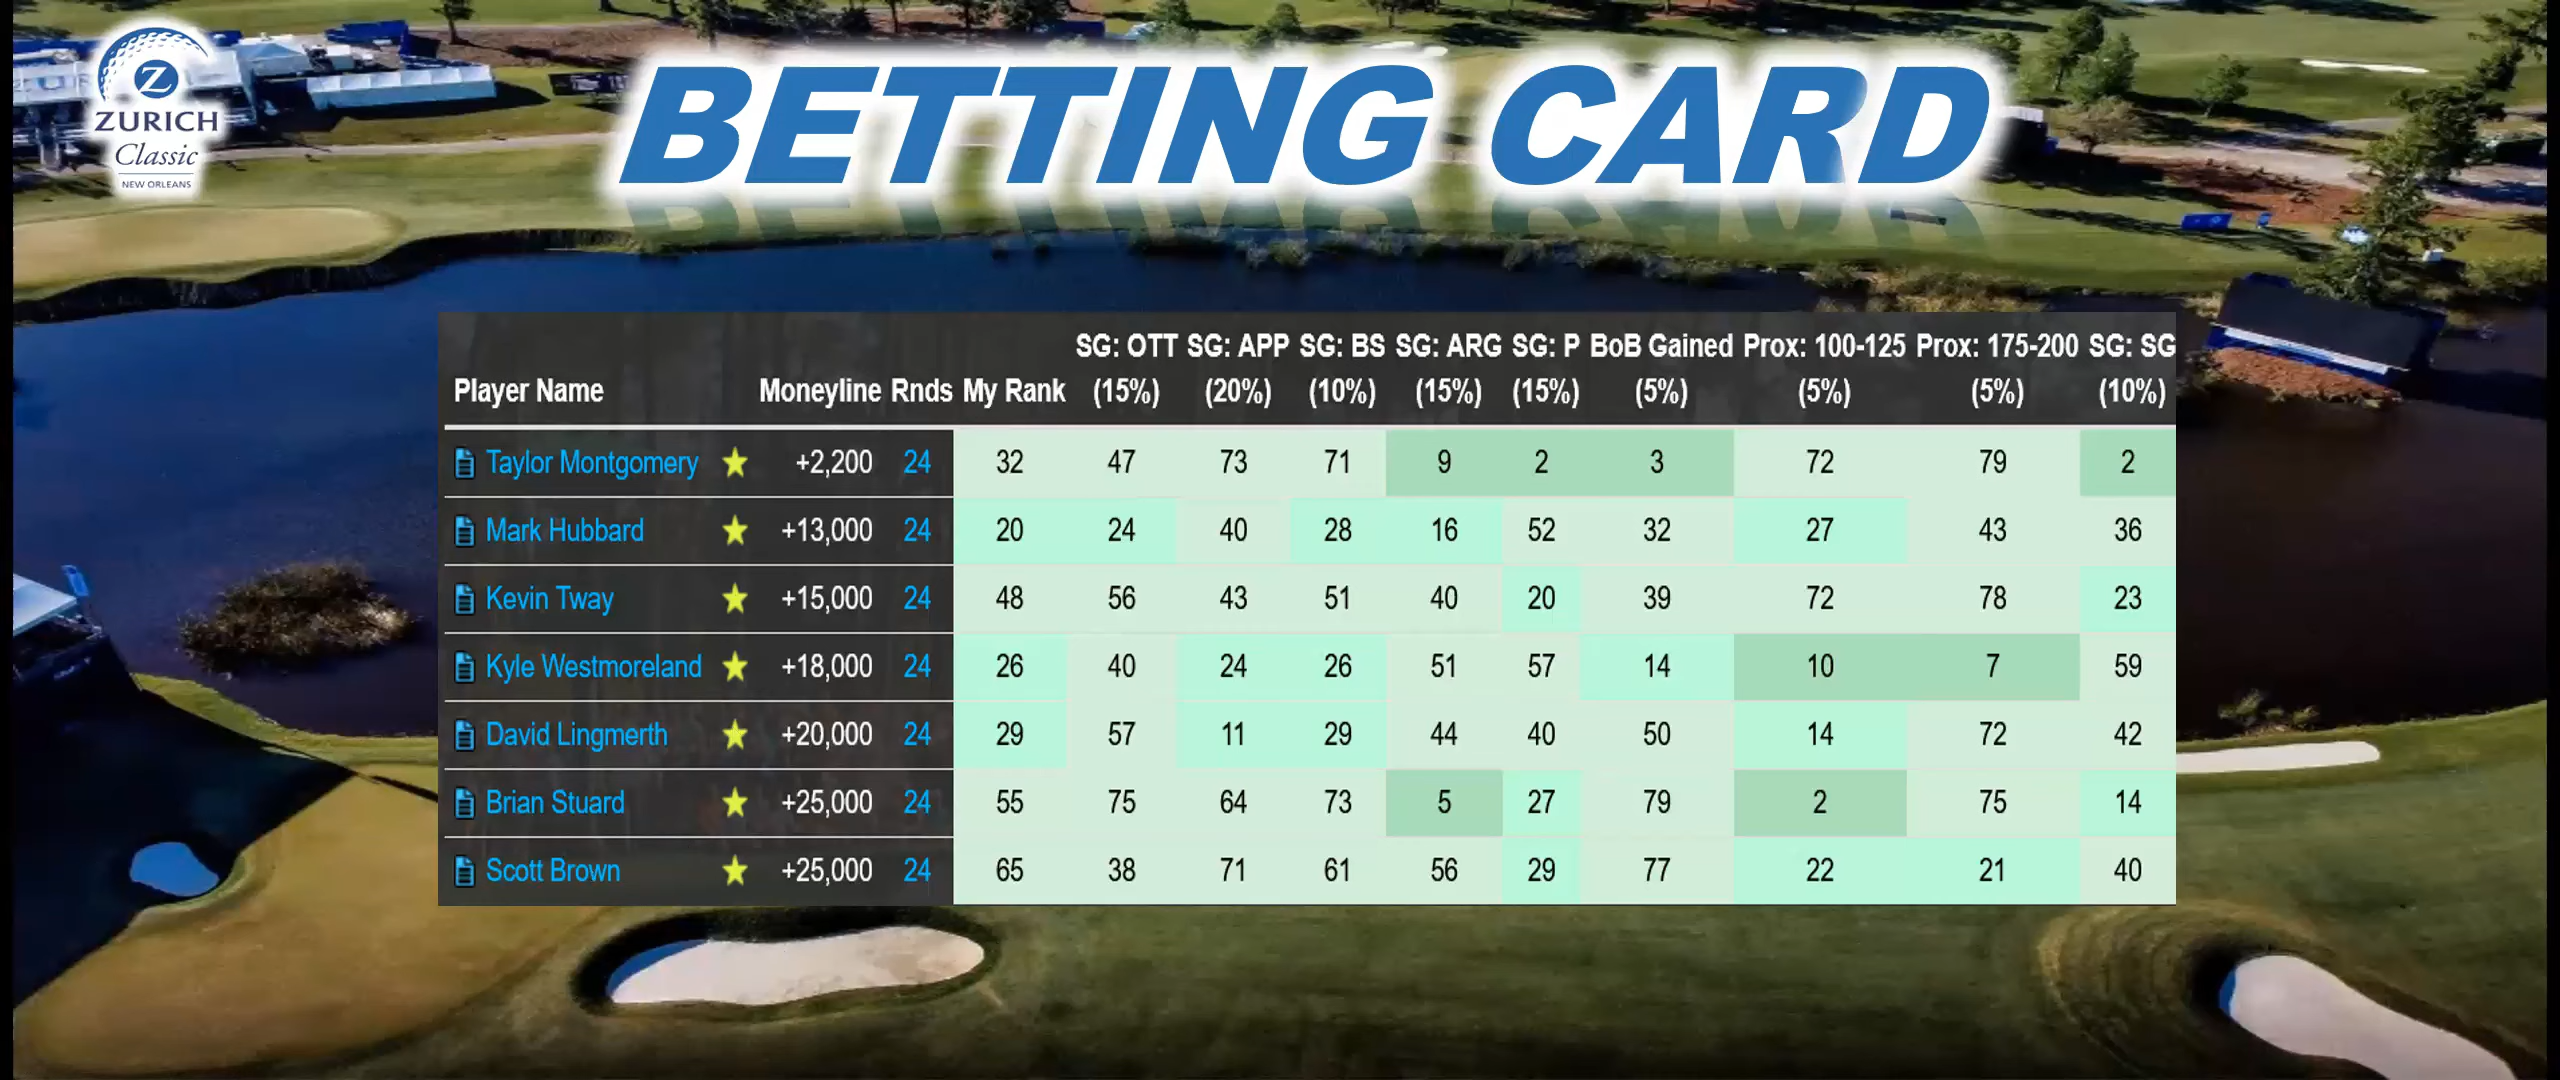 BETTING CARD
Z
ZURICH
Classic
NEW ORLEANS
SG: OTT SG: APP SG: BS SG: ARG SG: P BoB Gained Prox: 100-125 Prox: 175-200 SG: SG
Player Name Moneyline Rnds My Rank (15%) (20%) (10%) (15%) (15%) (5%) (5%) (5%) (10%)
Taylor Montgomery +2,200 24 32 47 73 71 9 2 3 72 79 2
Mark Hubbard +13,000 24 20 24 40 28 16 52 32 27 43 36
Kevin Tway +15,000 24 48 56 43 51 40 20 39 72 78 23
Kyle Westmoreland +18,000 24 26 40 24 26 51 57 14 10 7 59
David Lingmerth +20,000 24 29 57 11 29 44 40 50 14 72 42
Brian Stuard +25,000 24 55 75 64 73 5 27 79 2 75 14
Scott Brown +25,000 24 65 38 71 61 56 29 77 22 21 40